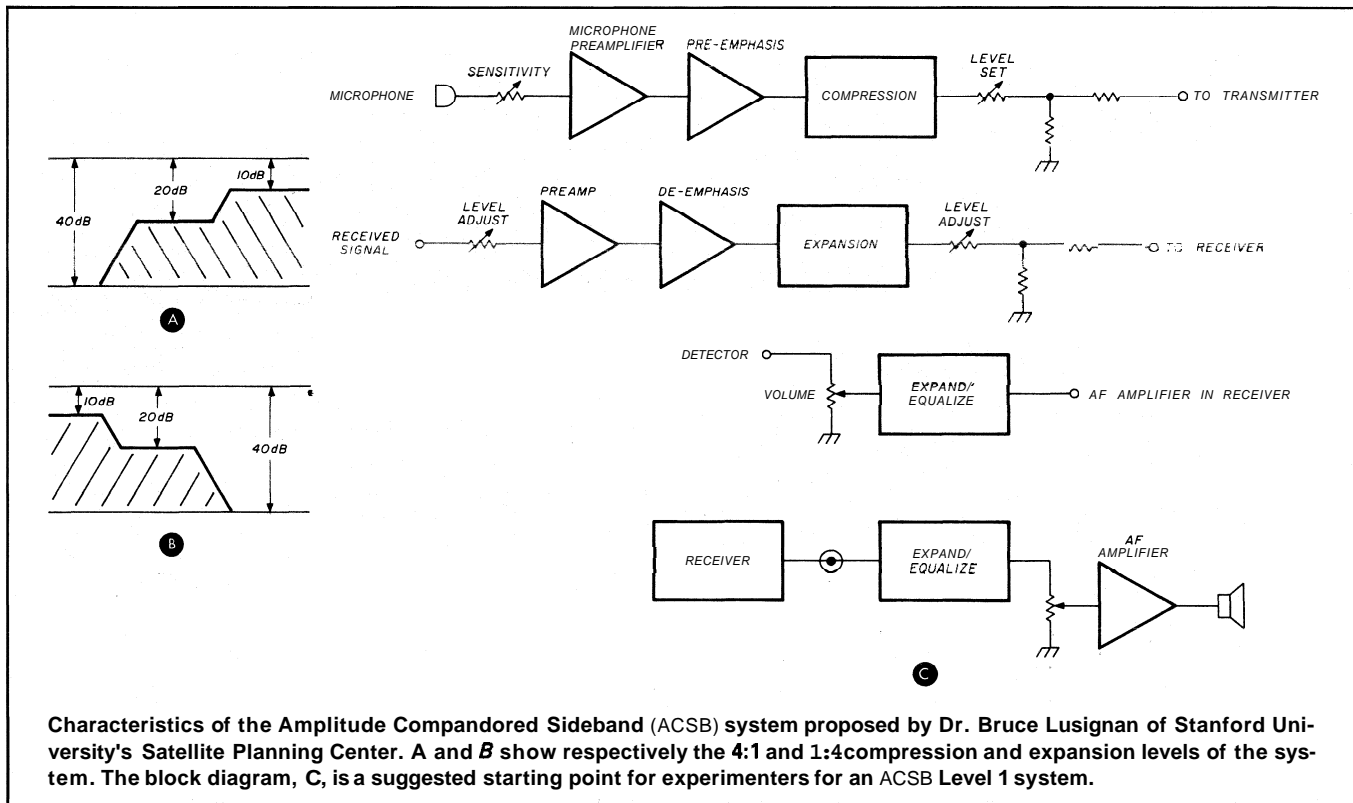 MICROPHONE
PREAMPLIFIER
PRE-EMPHASIS
SENSITIVITY
LEVEL
SET
MICROPHONE
COMPRESSION
TO TRANSMITTER
10dB
20dB
40dB
A
PREAMP
DE-EMPHASIS
LEVEL
ADJUST
LEVEL
ADJUST
RECEIVED
SIGNAL
EXPANSION
TO RECEIVER
DETECTOR
VOLUME
EXPAND/
EQUALIZE
AF AMPLIFIER IN RECEIVER
10dB
20dB
40dB
B
RECEIVER
EXPAND/
EQUALIZE
AF
AMPLIFIER
C
Characteristics of the Amplitude Compandored Sideband (ACSB) system proposed by Dr. Bruce Lusignan of Stanford Uni-
versity's Satellite Planning Center. A and B show respectively the 4:1 and 1:4compression and expansion levels of the sys-
tem. The block diagram, C, is a suggested starting point for experimenters for an ACSB Level 1 system.